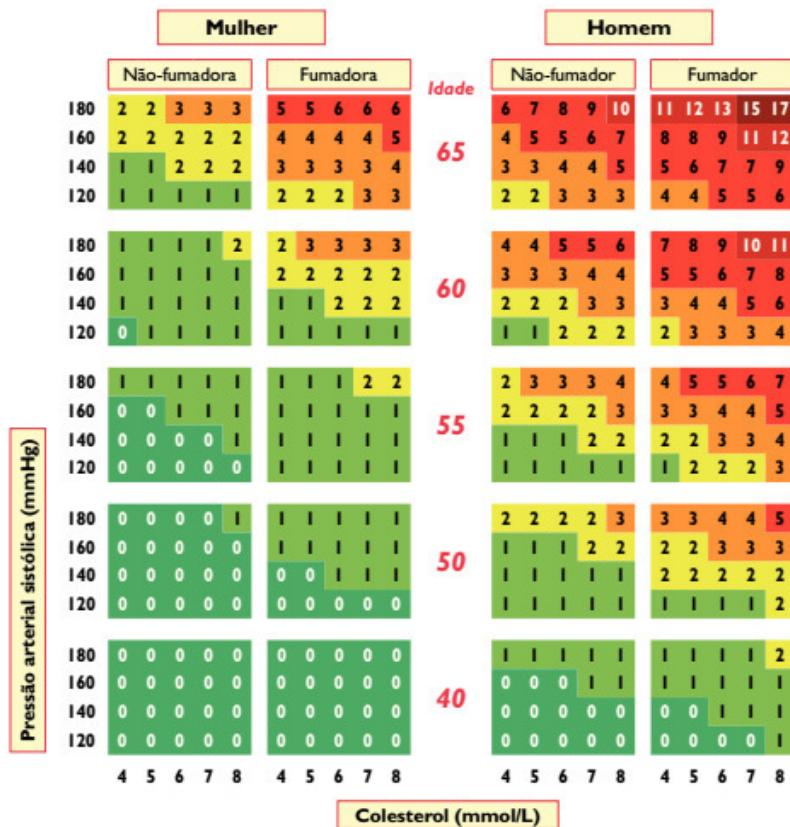 Mulher Homem
Não-fumadora Fumadora Idade Não-fumador Fumador
180 2 2 3 3 3 5 5 6 6 6 6 7 8 9 10 11 12 13 15 17
160 2 2 2 2 2 4 4 4 4 5 65 4 5 5 6 7 8 8 9 11 12
140 1 1 2 2 2 3 3 3 3 4 3 3 4 4 5 5 6 7 7 9
120 1 1 1 1 1 2 2 2 3 3 2 2 3 3 3 4 4 5 5 6
180 1 1 1 1 2 2 3 3 3 3 4 4 5 5 6 7 8 9 10 11
160 1 1 1 1 1 2 2 2 2 2 60 3 3 3 4 4 5 5 6 7 8
140 1 1 1 1 1 1 1 2 2 2 2 2 2 3 3 3 4 4 5 6
120 0 1 1 1 1 1 1 1 1 1 1 1 2 2 2 2 3 3 3 4
180 1 1 1 1 1 1 1 1 2 2 2 3 3 3 4 4 5 5 6 7
160 0 0 1 1 1 1 1 1 1 1 55 2 2 2 2 3 3 3 4 4 5
140 0 0 0 0 1 1 1 1 1 1 1 1 1 2 2 2 2 3 3 4
120 0 0 0 0 0 1 1 1 1 1 1 1 1 1 1 1 2 2 2 3
180 0 0 0 0 1 1 1 1 1 1 2 2 2 2 3 3 3 4 4 5
160 0 0 0 0 0 1 1 1 1 1 50 1 1 1 2 2 2 2 3 3 3
140 0 0 0 0 0 0 0 1 1 1 1 1 1 1 1 2 2 2 2 2
120 0 0 0 0 0 0 0 0 0 0 1 1 1 1 1 1 1 1 1 2
180 0 0 0 0 0 0 0 0 0 0 1 1 1 1 1 1 1 1 1 2
160 0 0 0 0 0 0 0 0 0 0 40 0 0 0 1 1 1 1 1 1 1
140 0 0 0 0 0 0 0 0 0 0 0 0 0 0 0 0 0 1 1 1
120 0 0 0 0 0 0 0 0 0 0 0 0 0 0 0 0 0 0 0 1
4 5 6 7 8 4 5 6 7 8 4 5 6 7 8 4 5 6 7 8
Pressão arterial sistólica (mmHg)
Colesterol (mmol/L)